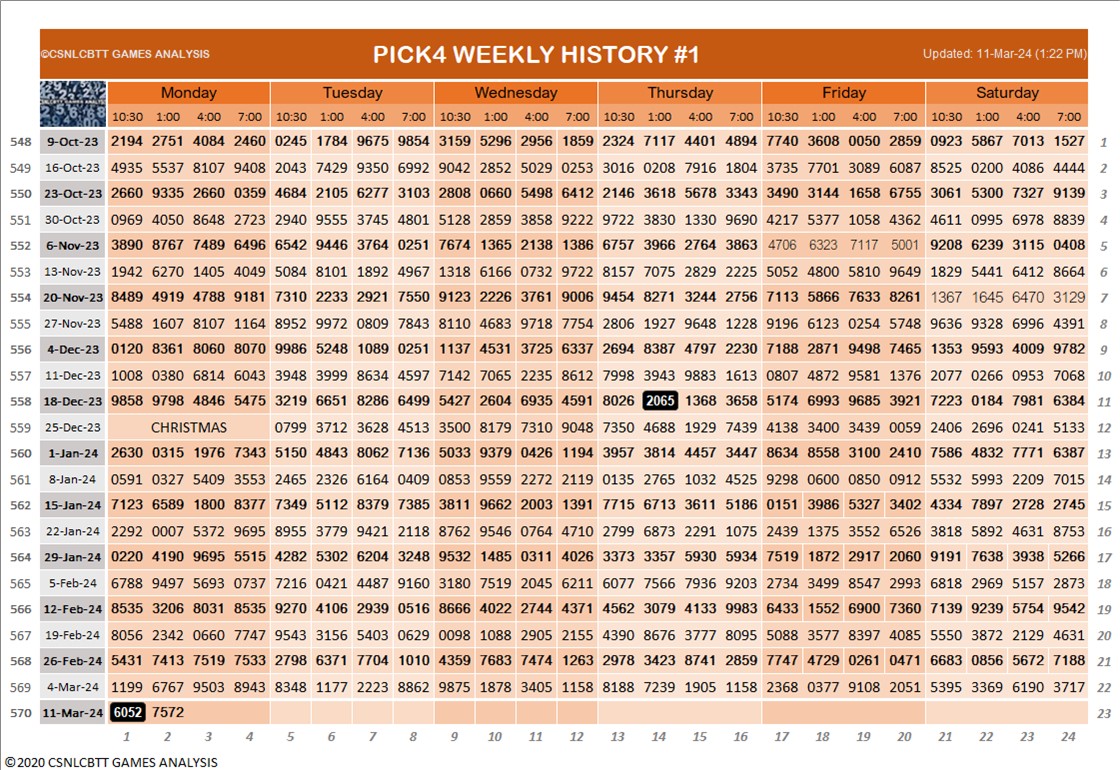 ©CSNLCBTT GAMES ANALYSIS PICK4 WEEKLY HISTORY #1 Updated: 11-Mar-24 (1:22 PM)
Monday Tuesday Wednesday Thursday Friday Saturday
10:30 1:00 4:00 7:00 10:30 1:00 4:00 7:00 10:30 1:00 4:00 7:00 10:30 1:00 4:00 7:00 10:30 1:00 4:00 7:00 10:30 1:00 4:00 7:00
548 9-Oct-23 2194 2751 4084 2460 0245 1784 9675 9854 3159 5296 2956 1859 2324 7117 4401 4894 7740 3608 0050 2859 0923 5867 7013 1527 1
549 16-Oct-23 4935 5537 8107 9408 2043 7429 9350 6992 9042 2852 5029 0253 3016 0208 7916 1804 3735 7701 3089 6087 8525 0200 4086 4444 2
550 23-Oct-23 2660 9335 2660 0359 4684 2105 6277 3103 2808 0660 5498 6412 2146 3618 5678 3343 3490 3144 1658 6755 3061 5300 7327 9139 3
551 30-Oct-23 0969 4050 8648 2723 2940 9555 3745 4801 5128 2859 3858 9222 9722 3830 1330 9690 4217 5377 1058 4362 4611 0995 6978 8839 4
552 6-Nov-23 3890 8767 7489 6496 6542 9446 3764 0251 7674 1365 2138 1386 6757 3966 2764 3863 4706 6323 7117 5001 9208 6239 3115 0408 5
553 13-Nov-23 1942 6270 1405 4049 5084 8101 1892 4967 1318 6166 0732 9722 8157 7075 2829 2225 5052 4800 5810 9649 1829 5441 6412 8664 6
554 20-Nov-23 8489 4919 4788 9181 7310 2233 2921 7550 9123 2226 3761 9006 9454 8271 3244 2756 7113 5866 7633 8261 1367 1645 6470 3129 7
555 27-Nov-23 5488 1607 8107 1164 8952 9972 0809 7843 8110 4683 9718 7754 2806 1927 9648 1228 9196 6123 0254 5748 9636 9328 6996 4391 8
556 4-Dec-23 0120 8361 8060 8070 9986 5248 1089 0251 1137 4531 3725 6337 2694 8387 4797 2230 7188 2871 9498 7465 1353 9593 4009 9782 9
557 11-Dec-23 1008 0380 6814 6043 3948 3999 8634 4597 7142 7065 2235 8612 7998 3943 9883 1613 0807 4872 9581 1376 2077 0266 0953 7068 10
558 18-Dec-23 9858 9798 4846 5475 3219 6651 8286 6499 5427 2604 6935 4591 8026 2065 1368 3658 5174 6993 9685 3921 7223 0184 7981 6384 11
559 25-Dec-23 CHRISTMAS 0799 3712 3628 4513 3500 8179 7310 9048 7350 4688 1929 7439 4138 3400 3439 0059 2406 2696 0241 5133 12
560 1-Jan-24 2630 0315 1976 7343 5150 4843 8062 7136 5033 9379 0426 1194 3957 3814 4457 3447 8634 8558 3100 2410 7586 4832 7771 6387 13
561 8-Jan-24 0591 0327 5409 3553 2465 2326 6164 0409 0853 9559 2272 2119 0135 2765 1032 4525 9298 0600 0850 0912 5532 5993 2209 7015 14
562 15-Jan-24 7123 6589 1800 8377 7349 5112 8379 7385 3811 9662 2003 1391 7715 6713 3611 5186 0151 3986 5327 3402 4334 7897 2728 2745 15
563 22-Jan-24 2292 0007 5372 9695 8955 3779 9421 2118 8762 9546 0764 4710 2799 6873 2291 1075 2439 1375 3552 6526 3818 5892 4631 8753 16
564 29-Jan-24 0220 4190 9695 5515 4282 5302 6204 3248 9532 1485 0311 4026 3373 3357 5930 5934 7519 1872 2917 2060 9191 7638 3938 5266 17
565 5-Feb-24 6788 9497 5693 0737 7216 0421 4487 9160 3180 7519 2045 6211 6077 7566 7936 9203 2734 3499 8547 2993 6818 2969 5157 2873 18
566 12-Feb-24 8535 3206 8031 8535 9270 4106 2939 0516 8666 4022 2744 4371 4562 3079 4133 9983 6433 1552 6900 7360 7139 9239 5754 9542 19
567 19-Feb-24 8056 2342 0660 7747 9543 3156 5403 0629 0098 1088 2905 2155 4390 8676 3777 8095 5088 3577 8397 4085 5550 3872 2129 4631 20
568 26-Feb-24 5431 7413 7519 7533 2798 6371 7704 1010 4359 7683 7474 1263 2978 3423 8741 2859 7747 4729 0261 0471 6683 0856 5672 7188 21
569 4-Mar-24 1199 6767 9503 8943 8348 1177 2223 8862 9875 1878 3405 1158 8188 7239 1905 1158 2368 0377 9108 2051 5395 3369 6190 3717 22
570 11-Mar-24 6052 7572 23
1 2 3 4 5 6 7 8 9 10 11 12 13 14 15 16 17 18 19 20 21 22 23 24
©2020 CSNLCBTT GAMES ANALYSIS